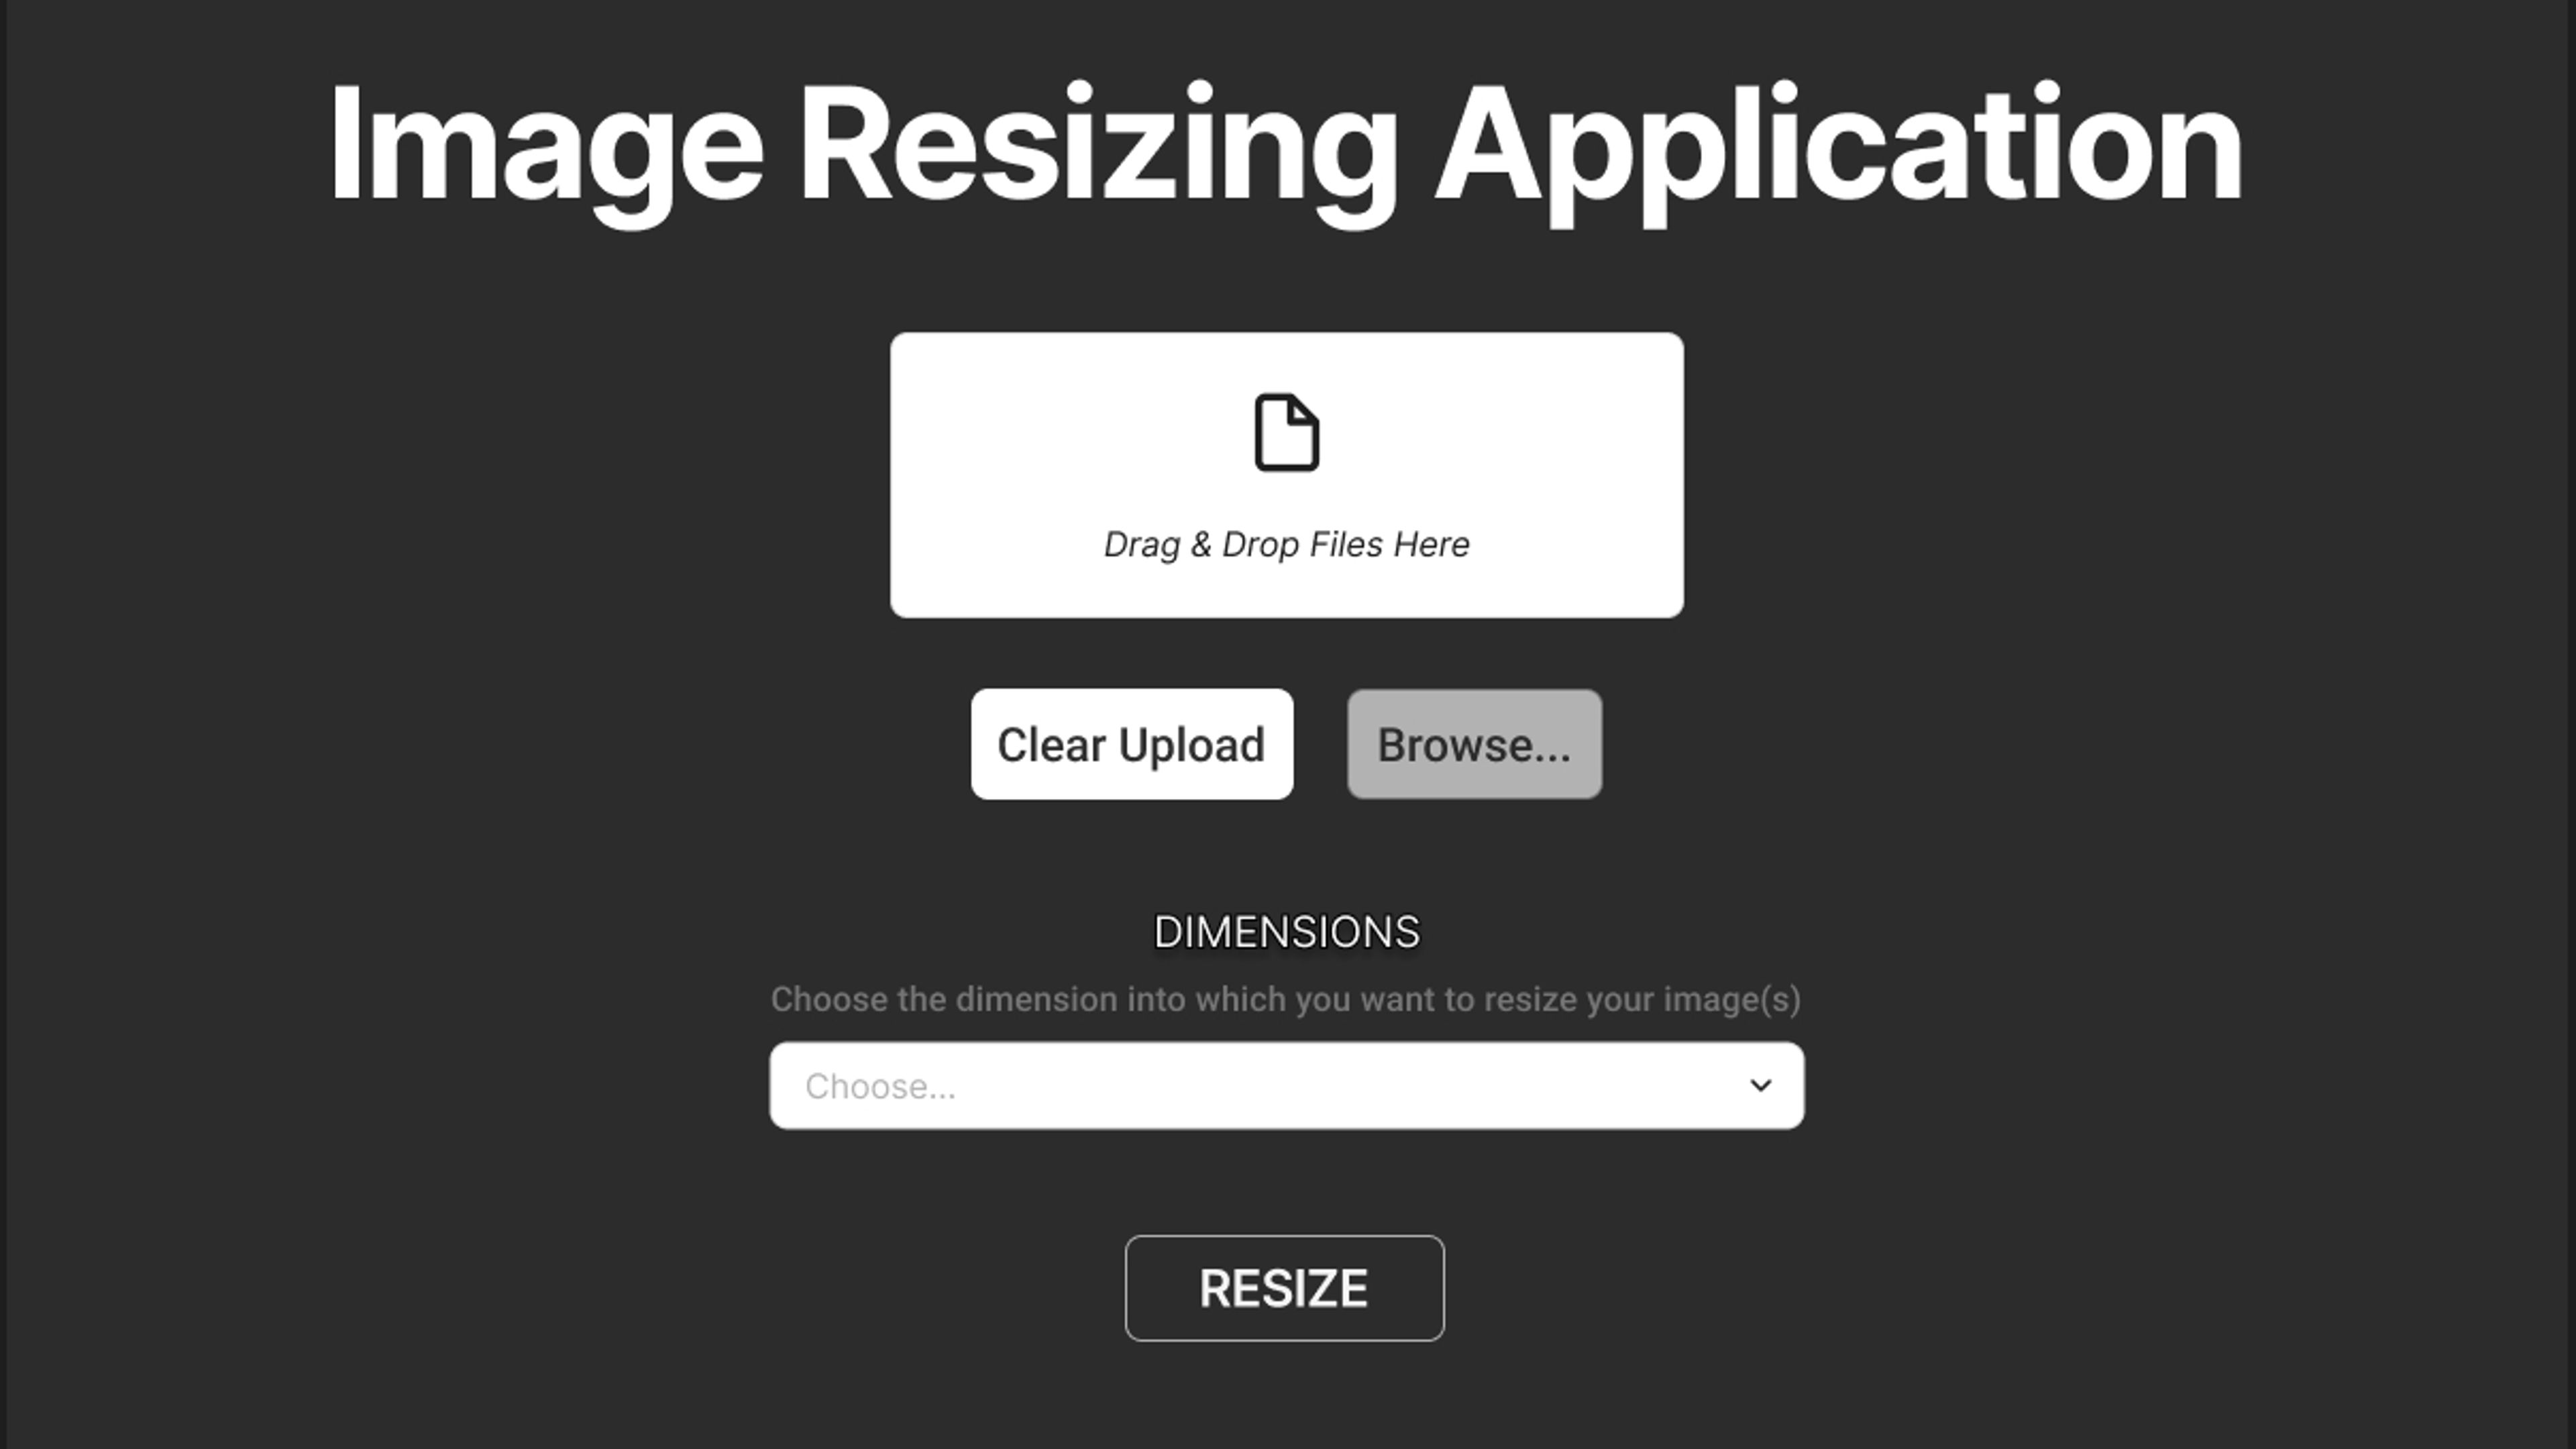 Image Resizing Application
Drag & Drop Files Here
Clear Upload Browse...
DIMENSIONS
Choose the dimension into which you want to resize your image(s)
Choose...
RESIZE